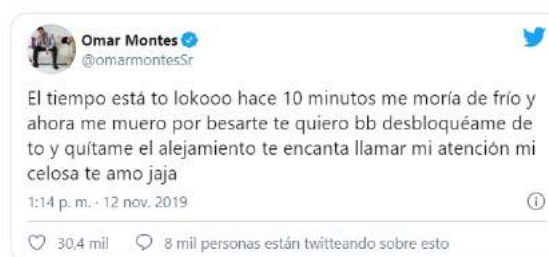 Omar Montes
@omarmontesSr
El tiempo está to lokooo hace 10 minutos me moría de frío y
ahora me muero por besarte te quiero bb desbloquéame de
to y quítame el alejamiento te encanta llamar mi atención mi
celosa te amo jaja
1:14 p. m. · 12 nov. 2019
30,4 mil 8 mil personas están twitteando sobre esto